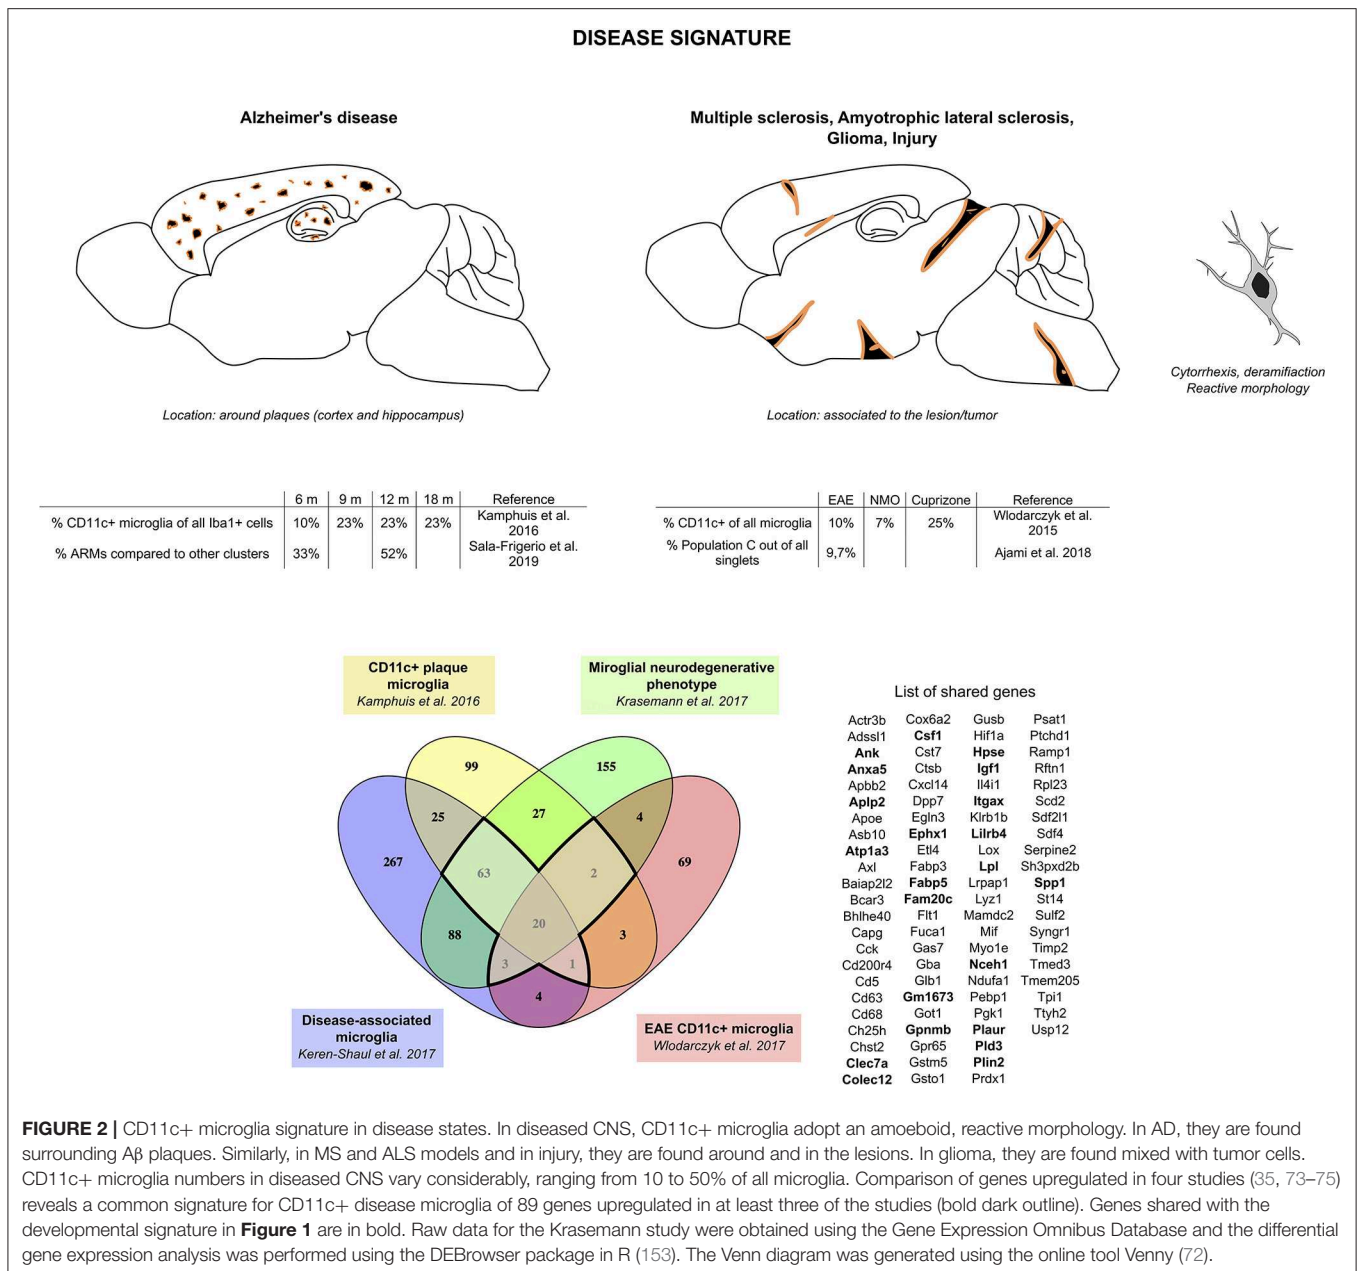 DISEASE SIGNATURE
Alzheimer's disease
Multiple sclerosis, Amyotrophic lateral sclerosis,
Glioma, Injury
Cytorrhexis, deramifiaction
Reactive morphology
Location: around plaques (cortex and hippocampus)
Location: associated to the lesion/tumor
6 m 9 m 12 m 18 m Reference
% CD11c+ microglia of all Iba1+ cells 10% 23% 23% 23% Kamphuis et al.
2016
% ARMs compared to other clusters 33% 52% Sala-Frigerio et al.
2019
EAE NMO Cuprizone Reference
% CD11c+ of all microglia 10% 7% 25% Wlodarczyk et al.
2015
% Population C out of all
singlets 9,7% Ajami et al. 2018
CD11c+ plaque
microglia
Kamphuis et al. 2016
Miroglial neurodegenerative
phenotype
Krasemann et al. 2017
99
155
25
27
4
267
63
2
69
20
88
3
3
1
4
Disease-associated
microglia
Keren-Shaul et al. 2017
EAE CD11c+ microglia
Wlodarczyk et al. 2017
List of shared genes
Actr3b Cox6a2 Gusb Psat1
Adssl1 Csf1 Hif1a Ptchd1
Ank Cst7 Hpse Ramp1
Anxa5 Ctsb Igf1 Rftn1
Apbb2 Cxcl14 Il4i1 Rpl23
Aplp2 Dpp7 Itgax Scd2
Apoe Egln3 Klrb1b Sdf2l1
Asb10 Ephx1 Lilrb4 Sdf4
Atp1a3 Etl4 Lox Serpine2
Axl Fabp3 Lpl Sh3pxd2b
Baiap2l2 Fabp5 Lrpap1 Spp1
Bcar3 Fam20c Lyz1 St14
Bhlhe40 Flt1 Mamdc2 Sulf2
Capg Fuca1 Mif Syngr1
Cck Gas7 Myo1e Timp2
Cd200r4 Gba Nceh1 Tmed3
Cd5 Glb1 Ndufa1 Tmem205
Cd63 Gm1673 Pebp1 Tpi1
Cd68 Got1 Pgk1 Ttyh2
Ch25h Gpnmb Plaur Usp12
Chst2 Gpr65 Pld3
Clec7a Gstm5 Plin2
Colec12 Gsto1 Prdx1
FIGURE 2 | CD11c+ microglia signature in disease states. In diseased CNS, CD11c+ microglia adopt an amoeboid, reactive morphology. In AD, they are found
surrounding Aβ plaques. Similarly, in MS and ALS models and in injury, they are found around and in the lesions. In glioma, they are found mixed with tumor cells.
CD11c+ microglia numbers in diseased CNS vary considerably, ranging from 10 to 50% of all microglia. Comparison of genes upregulated in four studies (35, 73–75)
reveals a common signature for CD11c+ disease microglia of 89 genes upregulated in at least three of the studies (bold dark outline). Genes shared with the
developmental signature in Figure 1 are in bold. Raw data for the Krasemann study were obtained using the Gene Expression Omnibus Database and the differential
gene expression analysis was performed using the DEBrowser package in R (153). The Venn diagram was generated using the online tool Venny (72).